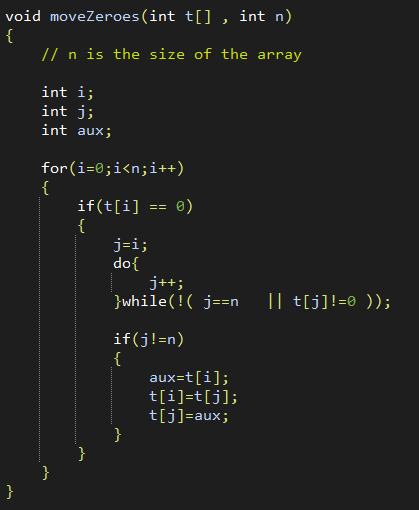 void moveZeroes(int t[] , int n)
{
    // n is the size of the array

    int i;
    int j;
    int aux;

    for(i=0;i<n;i++)
    {
        if(t[i] == 0)
        {
            j=i;
            do{
                j++;
            }while(!( j==n   || t[j]!=0 ));

            if(j!=n)
            {
                aux=t[i];
                t[i]=t[j];
                t[j]=aux;
            }
        }
    }
}